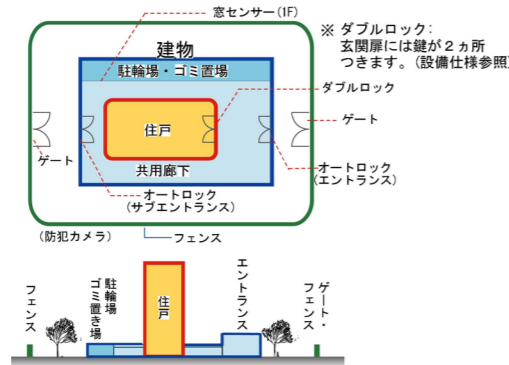 窓センサー(1F)
※ ダブルロック:
玄関扉には鍵が2ヵ所
つきます。(設備仕様参照)
建物
駐輪場・ゴミ置場
ダブルロック
住戸
ゲート
ゲート
共用廊下
オートロック
(エントランス)
オートロック
(サブエントランス)
(防犯カメラ)
フェンス
フェンス
駐輪場
ゴミ置き場
住戸
エントランス
ゲート・
フェンス